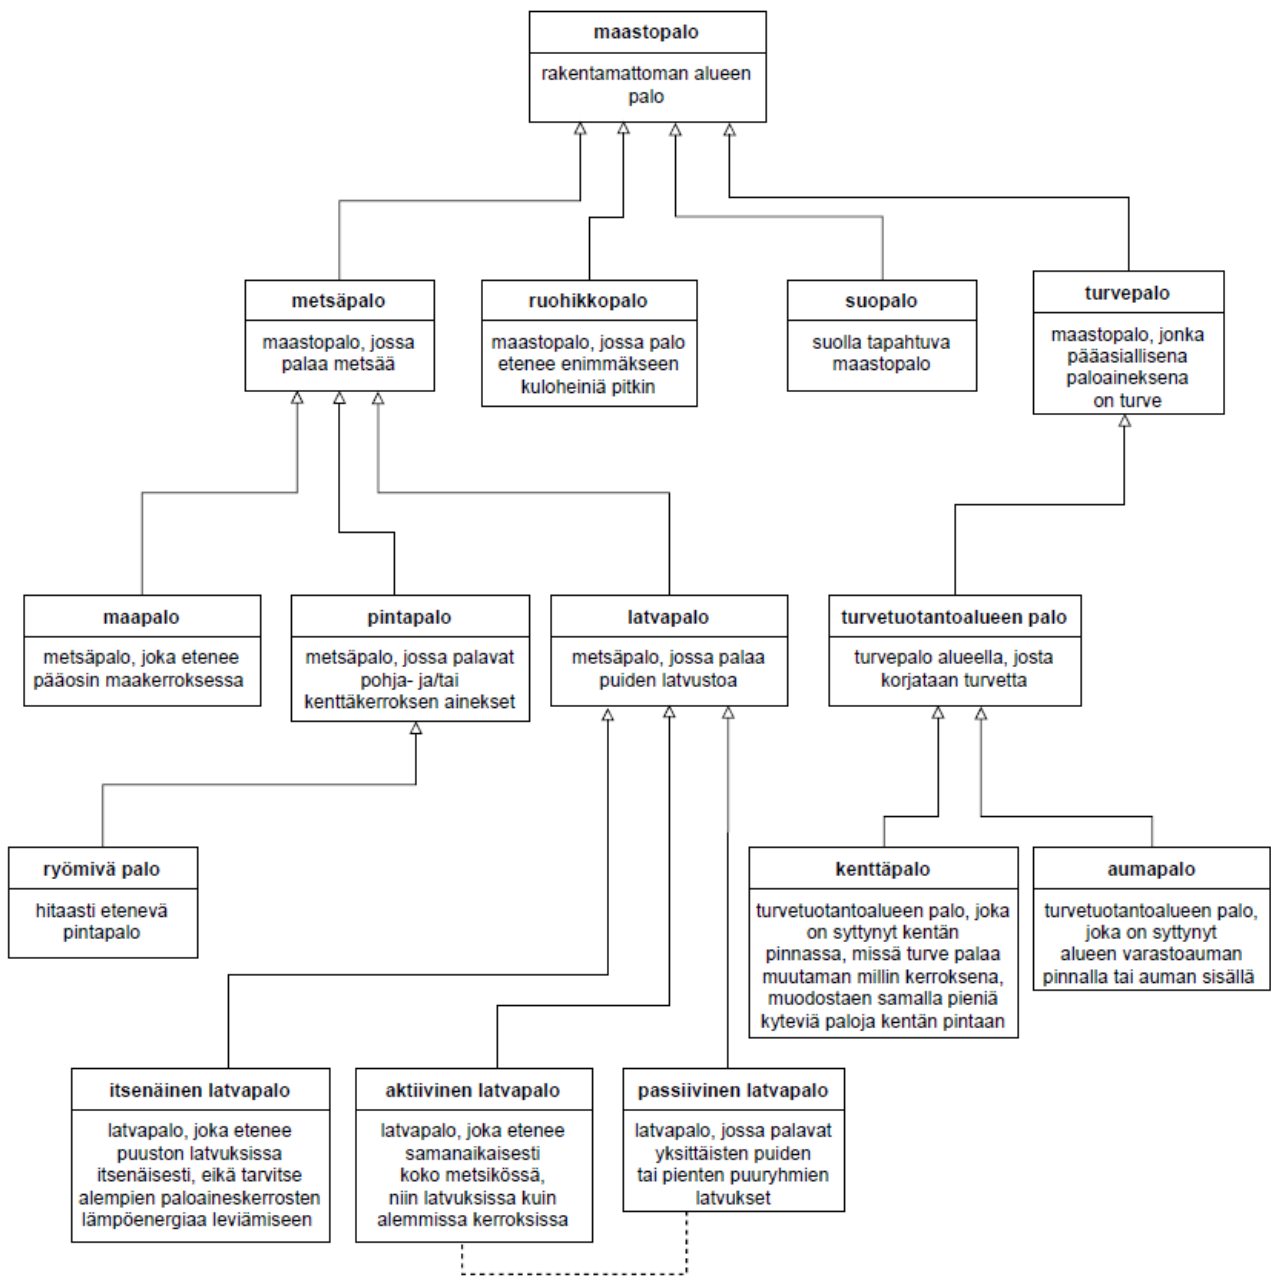 maastopalo
rakentamattoman alueen
palo
metsäpalo
maastopalo, jossa
palaa metsää
ruohikkopalo
maastopalo, jossa palo
etenee enimmäkseen
kuloheiniä pitkin
suopalo
suolla tapahtuva
maastopalo
turvepalo
maastopalo, jonka
pääasiallisena
paloaineksena
on turve
maapalo
metsäpalo, joka etenee
pääosin maakerroksessa
pintapalo
metsäpalo, jossa palavat
pohja- ja/tai
kenttäkerroksen ainekset
latvapalo
metsäpalo, jossa palaa
puiden latvustoa
turvetuotantoalueen palo
turvepalo alueella, josta
korjataan turvetta
ryömivä palo
hitaasti etenevä
pintapalo
kenttäpalo
turvetuotantoalueen palo, joka
on syttynyt kentän
pinnassa, missä turve palaa
muutaman millin kerroksena,
muodostaen samalla pieniä
kyteviä paloja kentän pintaan
aumapalo
turvetuotantoalueen palo,
joka on syttynyt
alueen varastoauman
pinnalla tai auman sisällä
itsenäinen latvapalo
latvapalo, joka etenee
puuston latvuksissa
itsenäisesti, eikä tarvitse
alempien paloaineskerrosten
lämpöenergiaa leviämiseen
aktiivinen latvapalo
latvapalo, joka etenee
samanaikaisesti
koko metsikössä,
niin latvuksissa kuin
alemmissa kerroksissa
passiivinen latvapalo
latvapalo, jossa palavat
yksittäisten puiden
tai pienten puuryhmien
latvukset